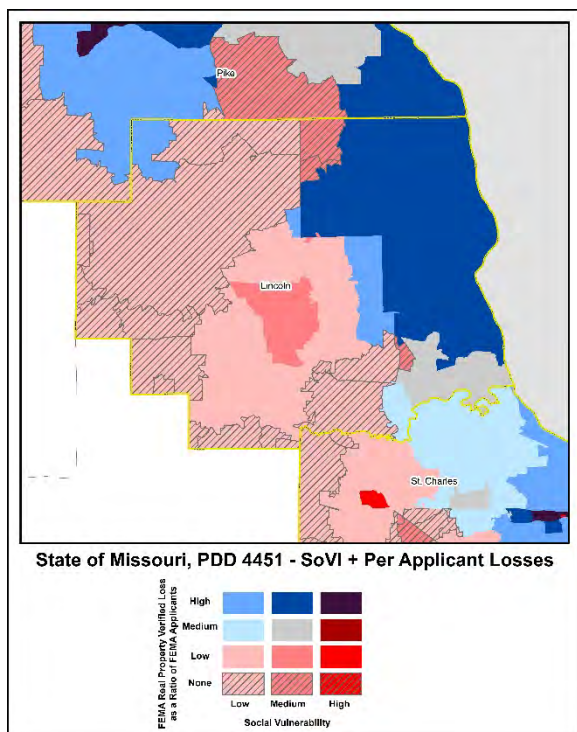 Pike
Lincoln
St. Charles
State of Missouri, PDD 4451 - SoVI + Per Applicant Losses
FEMA Real Property Verified Loss
as a Ratio of FEMA Applicants
High
Medium
Low
None
Low Medium High
Social Vulnerability